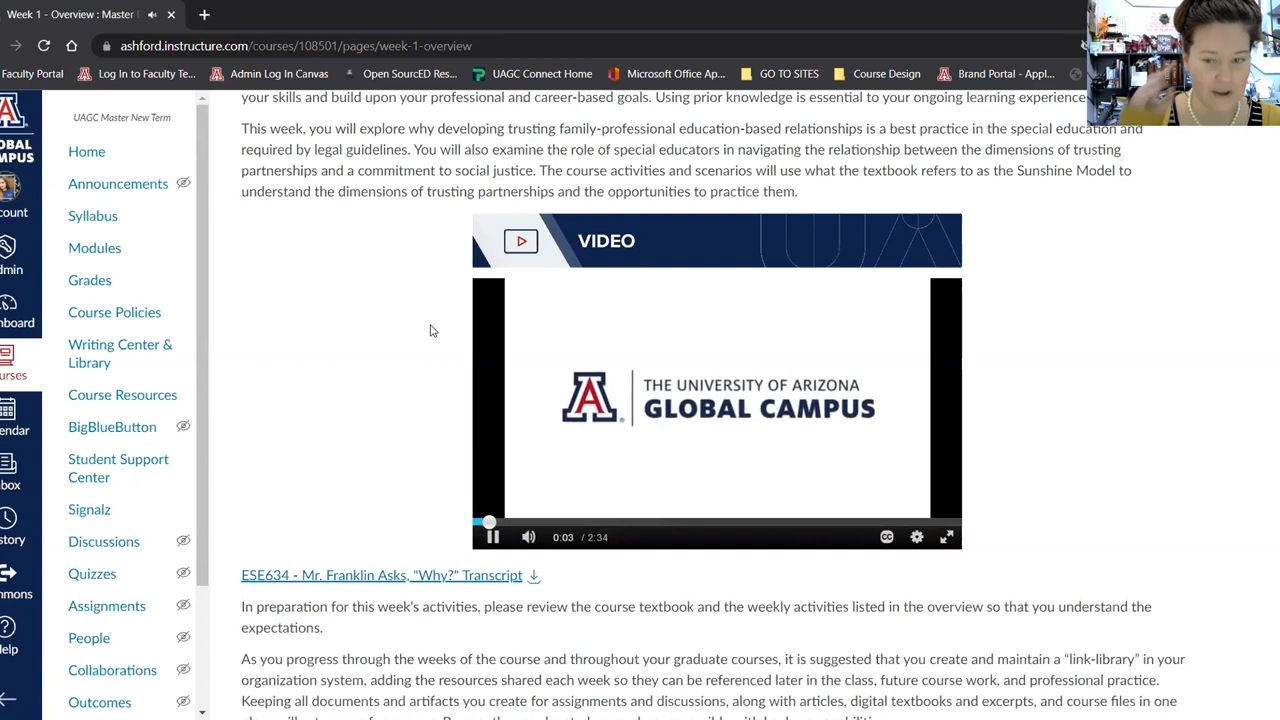 Week 1 - Overview : Master
ashford.instructure.com/courses/108501/pages/week-1-overview
Faculty Portal
Log In to Faculty Te...
Admin Log In Canvas
Open SourcED Res...
UAGC Connect Home
Microsoft Office Ap...
GO TO SITES
Course Design
Brand Portal - Appl...
OBAL
MPUS
count
dmin
hboard
urses
endar
nbox
story
mmons
Help
UAGC Master New Term
Home
Announcements
Syllabus
Modules
Grades
Course Policies
Writing Center &
Library
Course Resources
BigBlueButton
Student Support
Center
Signalz
Discussions
Quizzes
Assignments
People
Collaborations
Outcomes
your skills and build upon your professional and career-based goals. Using prior knowledge is essential to your ongoing learning experience
This week, you will explore why developing trusting family-professional education-based relationships is a best practice in the special education and
required by legal guidelines. You will also examine the role of special educators in navigating the relationship between the dimensions of trusting
partnerships and a commitment to social justice. The course activities and scenarios will use what the textbook refers to as the Sunshine Model to
understand the dimensions of trusting partnerships and the opportunities to practice them.
VIDEO
A
THE UNIVERSITY OF ARIZONA
GLOBAL CAMPUS
0:03 / 2:34
CC
ESE634 - Mr. Franklin Asks, “Why?” Transcript
In preparation for this week's activities, please review the course textbook and the weekly activities listed in the overview so that you understand the
expectations.
As you progress through the weeks of the course and throughout your graduate courses, it is suggested that you create and maintain a “link-library” in your
organization system, adding the resources shared each week so they can be referenced later in the class, future course work, and professional practice.
Keeping all documents and artifacts you create for assignments and discussions, along with articles, digital textbooks and excerpts, and course files in one